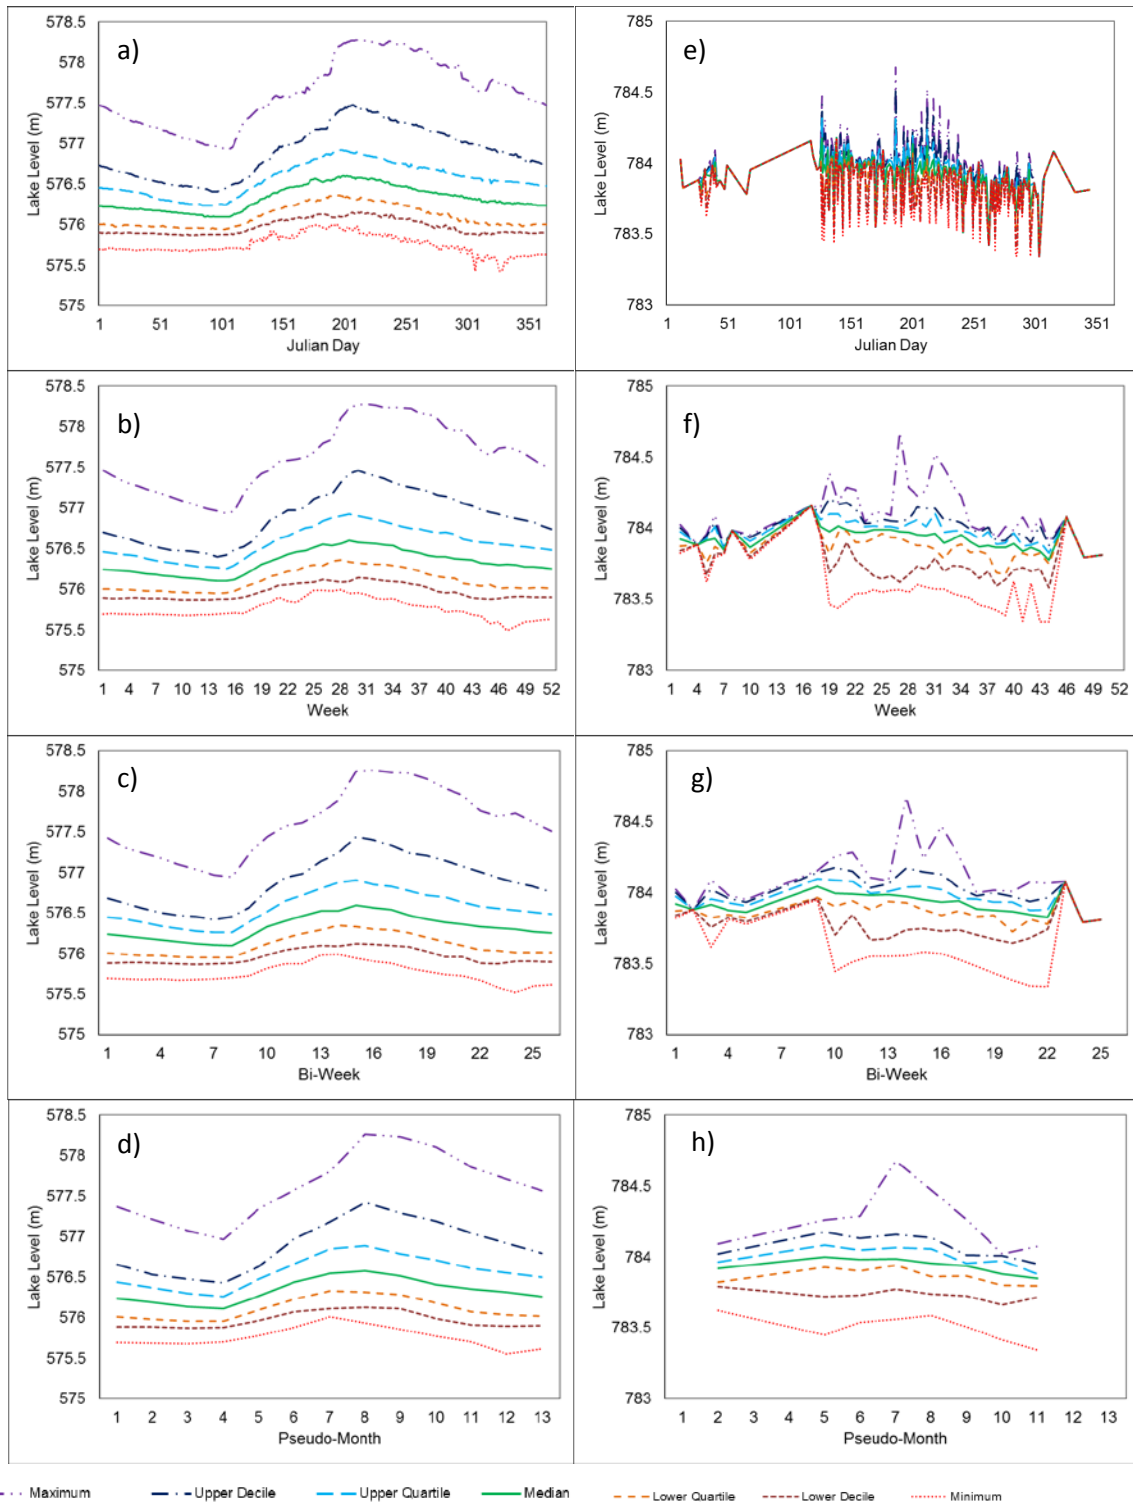 a)
578.5
578
577.5
577
576.5
576
575.5
575
Lake Level (m)
1 51 101 151 201 251 301 351
Julian Day
e)
785
784.5
784
783.5
783
Lake Level (m)
1 51 101 151 201 251 301 351
Julian Day
b)
578.5
578
577.5
577
576.5
576
575.5
575
Lake Level (m)
1 4 7 10 13 16 19 22 25 28 31 34 37 40 43 46 49 52
Week
f)
785
784.5
784
783.5
783
Lake Level (m)
1 4 7 10 13 16 19 22 25 28 31 34 37 40 43 46 49 52
Week
c)
578.5
578
577.5
577
576.5
576
575.5
575
Lake Level (m)
1 4 7 10 13 16 19 22 25
Bi-Week
g)
785
784.5
784
783.5
783
Lake Level (m)
1 4 7 10 13 16 19 22 25
Bi-Week
d)
578.5
578
577.5
577
576.5
576
575.5
575
Lake Level (m)
1 2 3 4 5 6 7 8 9 10 11 12 13
Pseudo-Month
h)
785
784.5
784
783.5
783
Lake Level (m)
1 2 3 4 5 6 7 8 9 10 11 12 13
Pseudo-Month
Maximum Upper Decile Upper Quartile Median Lower Quartile Lower Decile Minimum